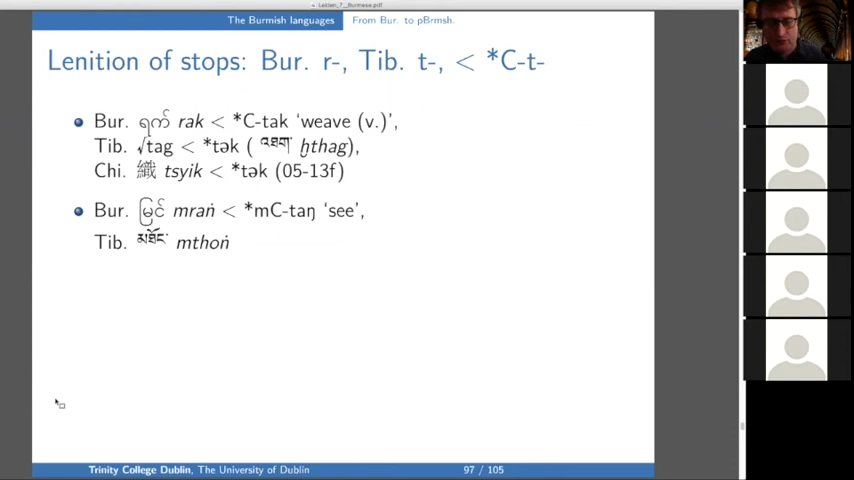 Lecture_7__Burmese.pdf
The Burmish languages From Bur. to pBrmsh.
Lenition of stops: Bur. r-, Tib. t-, < *C-t-
Bur. ရက် rak < *C-tak ‘weave (v.)’,
Tib. √tag < *tək ( འཐག་ ḫthag),
Chi. 織 tsyik < *tək (05-13f)
Bur. မြင် mraṅ < *mC-taŋ ‘see’,
Tib. མཐོང་ mthoṅ
Trinity College Dublin, The University of Dublin 97 / 105